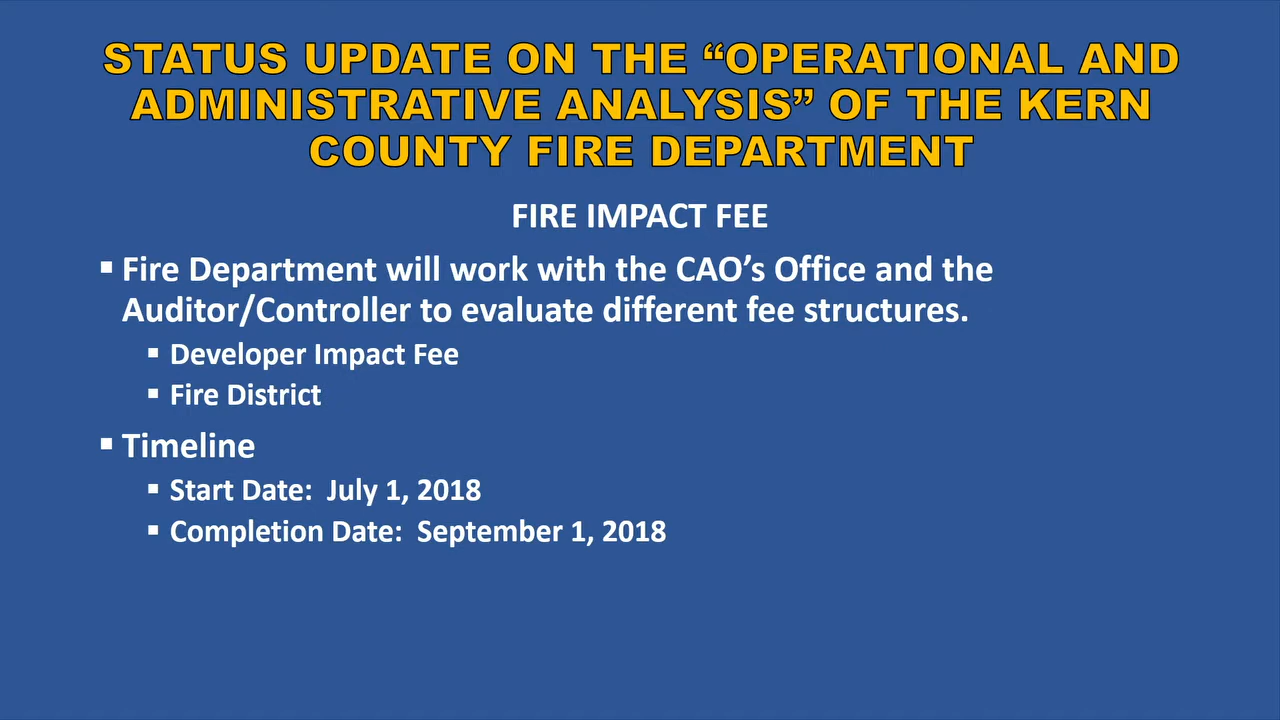 STATUS UPDATE ON THE “OPERATIONAL AND
ADMINISTRATIVE ANALYSIS” OF THE KERN
COUNTY FIRE DEPARTMENT
FIRE IMPACT FEE
▪ Fire Department will work with the CAO’s Office and the
Auditor/Controller to evaluate different fee structures.
▪ Developer Impact Fee
▪ Fire District
▪ Timeline
▪ Start Date:  July 1, 2018
▪ Completion Date:  September 1, 2018